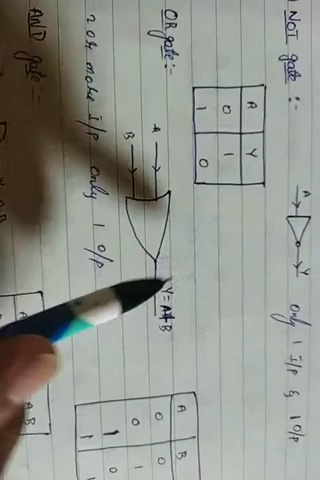 NOT gate :-
A Y only 1 I/P & 1 O/P
A Y
0 1
1 0
OR gate :-
A
B
Y = A+B
2 or more I/P only 1 O/P
A B
0 0
0 1
1 0
1 1
AND gate :-